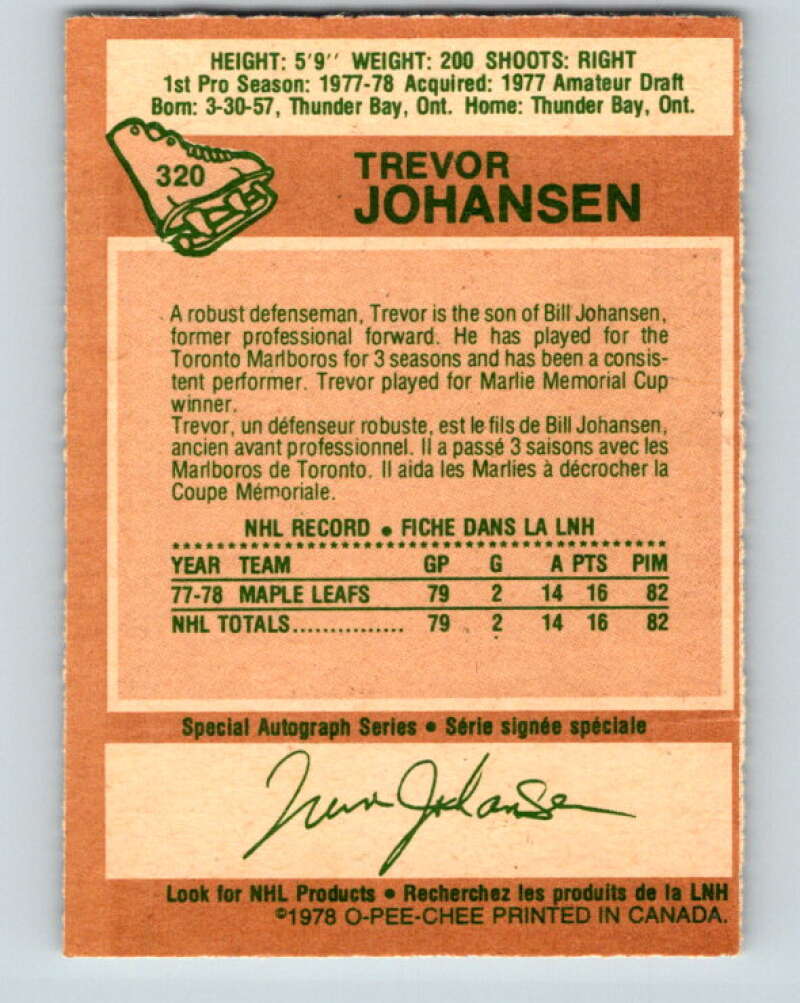 HEIGHT: 5'9'' WEIGHT: 200 SHOOTS: RIGHT
1st Pro Season: 1977-78 Acquired: 1977 Amateur Draft
Born: 3-30-57, Thunder Bay, Ont. Home: Thunder Bay, Ont.
320
TREVOR
JOHANSEN
A robust defenseman, Trevor is the son of Bill Johansen,
former professional forward. He has played for the
Toronto Marlboros for 3 seasons and has been a consis-
tent performer. Trevor played for Marlie Memorial Cup
winner.
Trevor, un défenseur robuste, est le fils de Bill Johansen,
ancien avant professionnel. Il a passé 3 saisons avec les
Marlboros de Toronto. Il aida les Marlies à décrocher la
Coupe Mémoriale.
NHL RECORD • FICHE DANS LA LNH
YEAR TEAM GP G A PTS PIM
77-78 MAPLE LEAFS 79 2 14 16 82
NHL TOTALS............... 79 2 14 16 82
Special Autograph Series • Série signée spéciale
Trevor Johansen
Look for NHL Products • Recherchez les produits de la LNH
©1978 O-PEE-CHEE PRINTED IN CANADA.